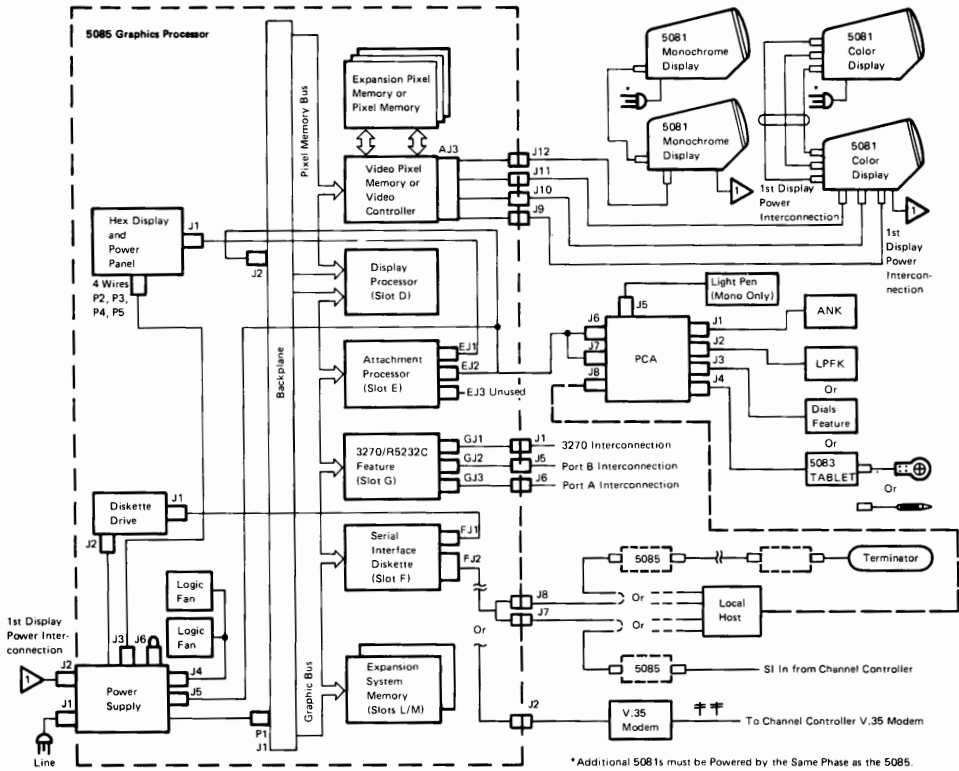 5085 Graphics Processor
Pixel Memory Bus
Expansion Pixel
Memory or
Pixel Memory
AJ3
Video Pixel
Memory or
Video
Controller
J12
J11
J10
J9
5081
Monochrome
Display
*
5081
Monochrome
Display
1
5081
Color
Display
*
5081
Color
Display
1st Display
Power
Interconnection
1
1st
Display
Power
Intercon-
nection
Hex Display
and
Power
Panel
J1
4 Wires
P2, P3,
P4, P5
J2
Display
Processor
(Slot D)
Backplane
Attachment
Processor
(Slot E)
EJ1
EJ2
EJ3 Unused
Light Pen
(Mono Only)
J5
J6
J7
J8
PCA
J1
J2
J3
J4
ANK
LPFK
Or
Dials
Feature
Or
5083
TABLET
Or
3270/R5232C
Feature
(Slot G)
GJ1
GJ2
GJ3
J1
J5
J6
3270 Interconnection
Port B Interconnection
Port A Interconnection
Diskette
Drive
J1
J2
Serial
Interface
Diskette
(Slot F)
FJ1
FJ2
Or
J8
J7
Or
Or
5085
Terminator
Local
Host
5085
SI In from Channel Controller
Logic
Fan
Logic
Fan
1st Display
Power Inter-
connection
1
J3
J6
J2
J1
J4
J5
Power
Supply
Line
P1
J1
Graphic Bus
Expansion
System
Memory
(Slots L/M)
J2
V.35
Modem
To Channel Controller V.35 Modem
*Additional 5081s must be Powered by the Same Phase as the 5085.